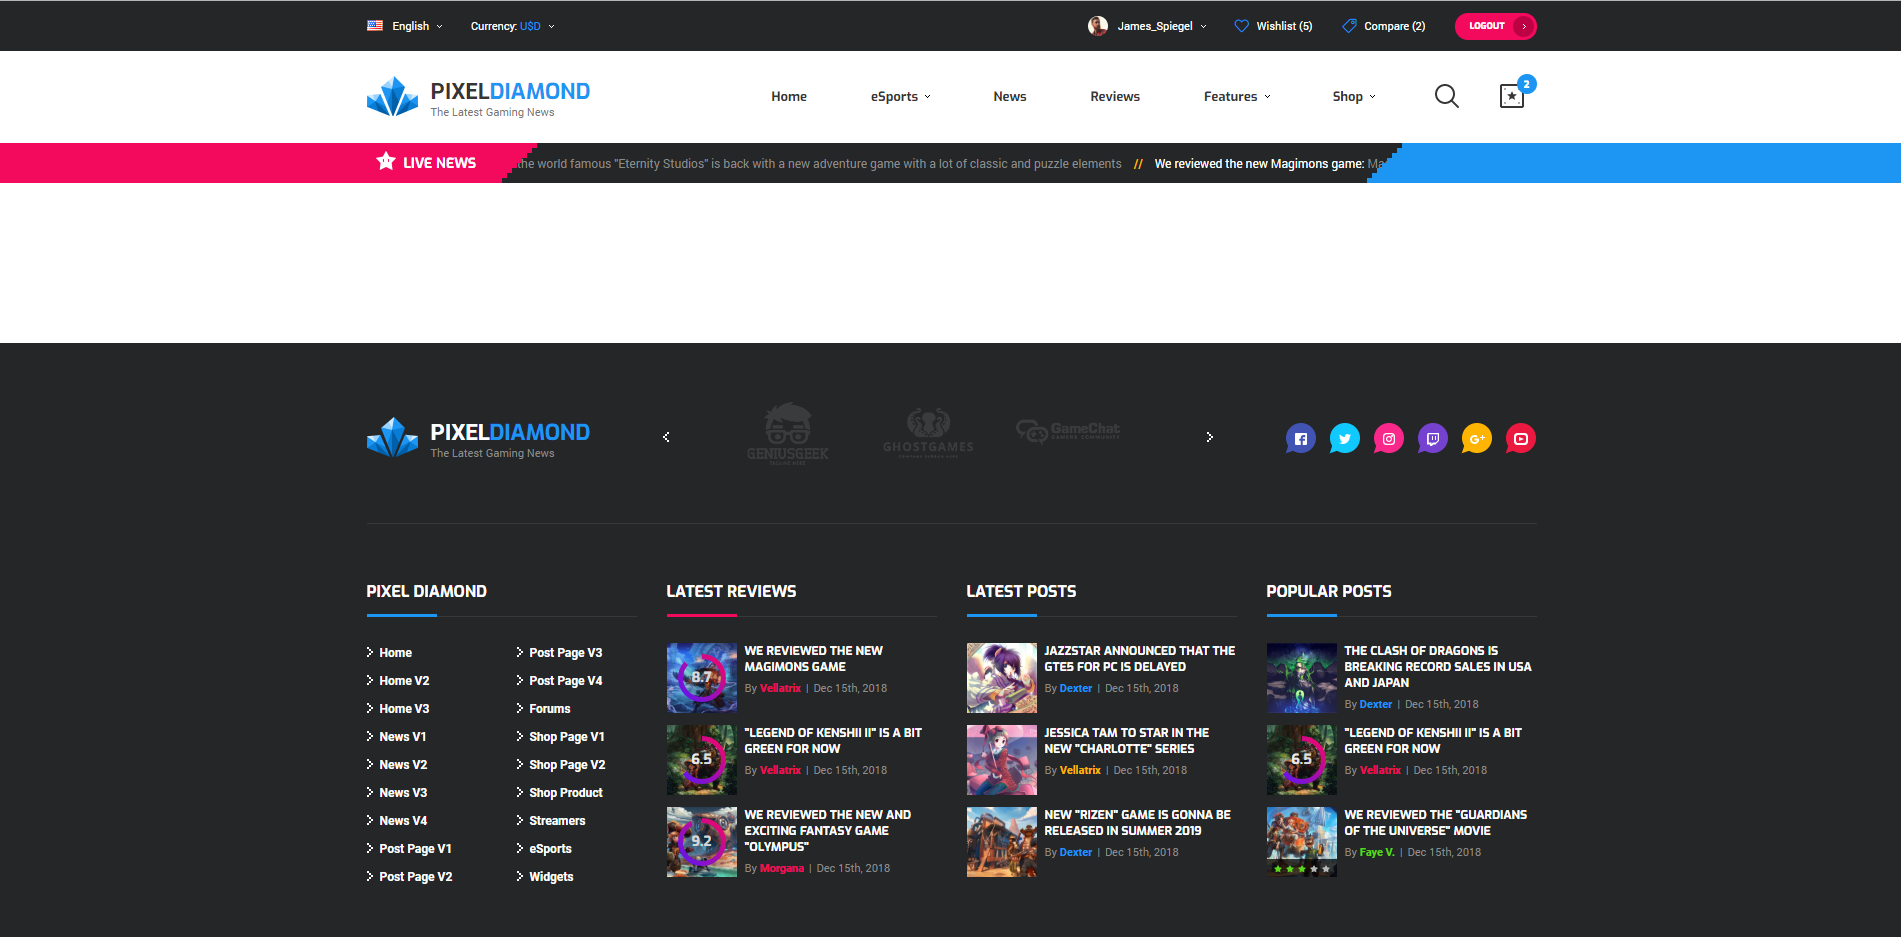 English
Currency: U$D
James_Spiegel
Wishlist (5)
Compare (2)
LOGOUT
PIXELDIAMOND
The Latest Gaming News
Home
eSports
News
Reviews
Features
Shop
2
LIVE NEWS
the world famous "Eternity Studios" is back with a new adventure game with a lot of classic and puzzle elements // We reviewed the new Magimons game: Ma
PIXELDIAMOND
The Latest Gaming News
GENIUSGEEK
TAGLINE HERE
GHOSTGAMES
GameChat
GAMERS COMMUNITY
PIXEL DIAMOND
Home
Home V2
Home V3
News V1
News V2
News V3
News V4
Post Page V1
Post Page V2
Post Page V3
Post Page V4
Forums
Shop Page V1
Shop Page V2
Shop Product
Streamers
eSports
Widgets
LATEST REVIEWS
8.7
WE REVIEWED THE NEW
MAGIMONS GAME
By Vellatrix | Dec 15th, 2018
6.5
"LEGEND OF KENSHII II" IS A BIT
GREEN FOR NOW
By Vellatrix | Dec 15th, 2018
9.2
WE REVIEWED THE NEW AND
EXCITING FANTASY GAME
"OLYMPUS"
By Morgana | Dec 15th, 2018
LATEST POSTS
JAZZSTAR ANNOUNCED THAT THE
GTE5 FOR PC IS DELAYED
By Dexter | Dec 15th, 2018
JESSICA TAM TO STAR IN THE
NEW "CHARLOTTE" SERIES
By Vellatrix | Dec 15th, 2018
NEW "RIZEN" GAME IS GONNA BE
RELEASED IN SUMMER 2019
By Dexter | Dec 15th, 2018
POPULAR POSTS
THE CLASH OF DRAGONS IS
BREAKING RECORD SALES IN USA
AND JAPAN
By Dexter | Dec 15th, 2018
6.5
"LEGEND OF KENSHII II" IS A BIT
GREEN FOR NOW
By Vellatrix | Dec 15th, 2018
WE REVIEWED THE "GUARDIANS
OF THE UNIVERSE" MOVIE
By Faye V. | Dec 15th, 2018